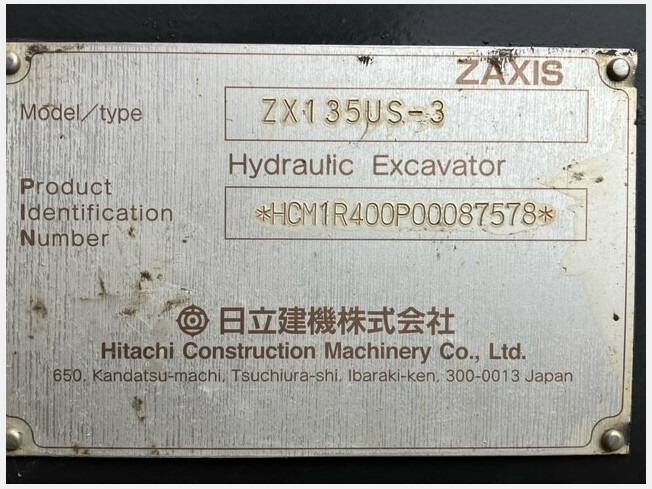 ZAXIS
Model/type ZX135US-3
Hydraulic Excavator
Product
Identification
Number
*HCM1R400P00087578*
日立建機株式会社
Hitachi Construction Machinery Co., Ltd.
650, Kandatsu-machi, Tsuchiura-shi, Ibaraki-ken, 300-0013 Japan